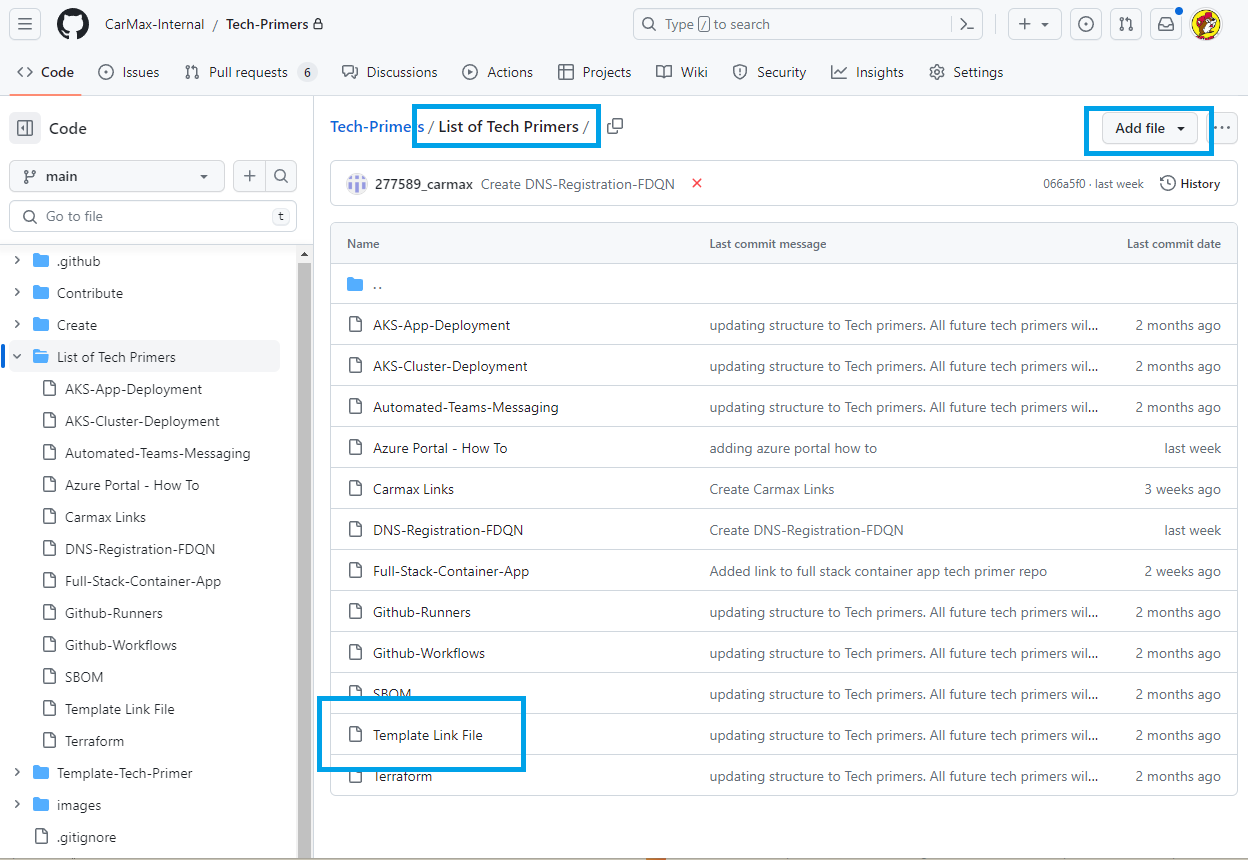 CarMax-Internal / Tech-Primers
Type / to search
Code Issues Pull requests 6 Discussions Actions Projects Wiki Security Insights Settings
Code
main
Go to file t
.github
Contribute
Create
List of Tech Primers
AKS-App-Deployment
AKS-Cluster-Deployment
Automated-Teams-Messaging
Azure Portal - How To
Carmax Links
DNS-Registration-FDQN
Full-Stack-Container-App
Github-Runners
Github-Workflows
SBOM
Template Link File
Terraform
Template-Tech-Primer
images
.gitignore
Tech-Primers / List of Tech Primers /
Add file
277589_carmax Create DNS-Registration-FDQN 066a5f0 · last week History
Name Last commit message Last commit date
..
AKS-App-Deployment updating structure to Tech primers. All future tech primers wil... 2 months ago
AKS-Cluster-Deployment updating structure to Tech primers. All future tech primers wil... 2 months ago
Automated-Teams-Messaging updating structure to Tech primers. All future tech primers wil... 2 months ago
Azure Portal - How To adding azure portal how to last week
Carmax Links Create Carmax Links 3 weeks ago
DNS-Registration-FDQN Create DNS-Registration-FDQN last week
Full-Stack-Container-App Added link to full stack container app tech primer repo 2 weeks ago
Github-Runners updating structure to Tech primers. All future tech primers wil... 2 months ago
Github-Workflows updating structure to Tech primers. All future tech primers wil... 2 months ago
SBOM updating structure to Tech primers. All future tech primers wil... 2 months ago
Template Link File updating structure to Tech primers. All future tech primers wil... 2 months ago
Terraform updating structure to Tech primers. All future tech primers wil... 2 months ago